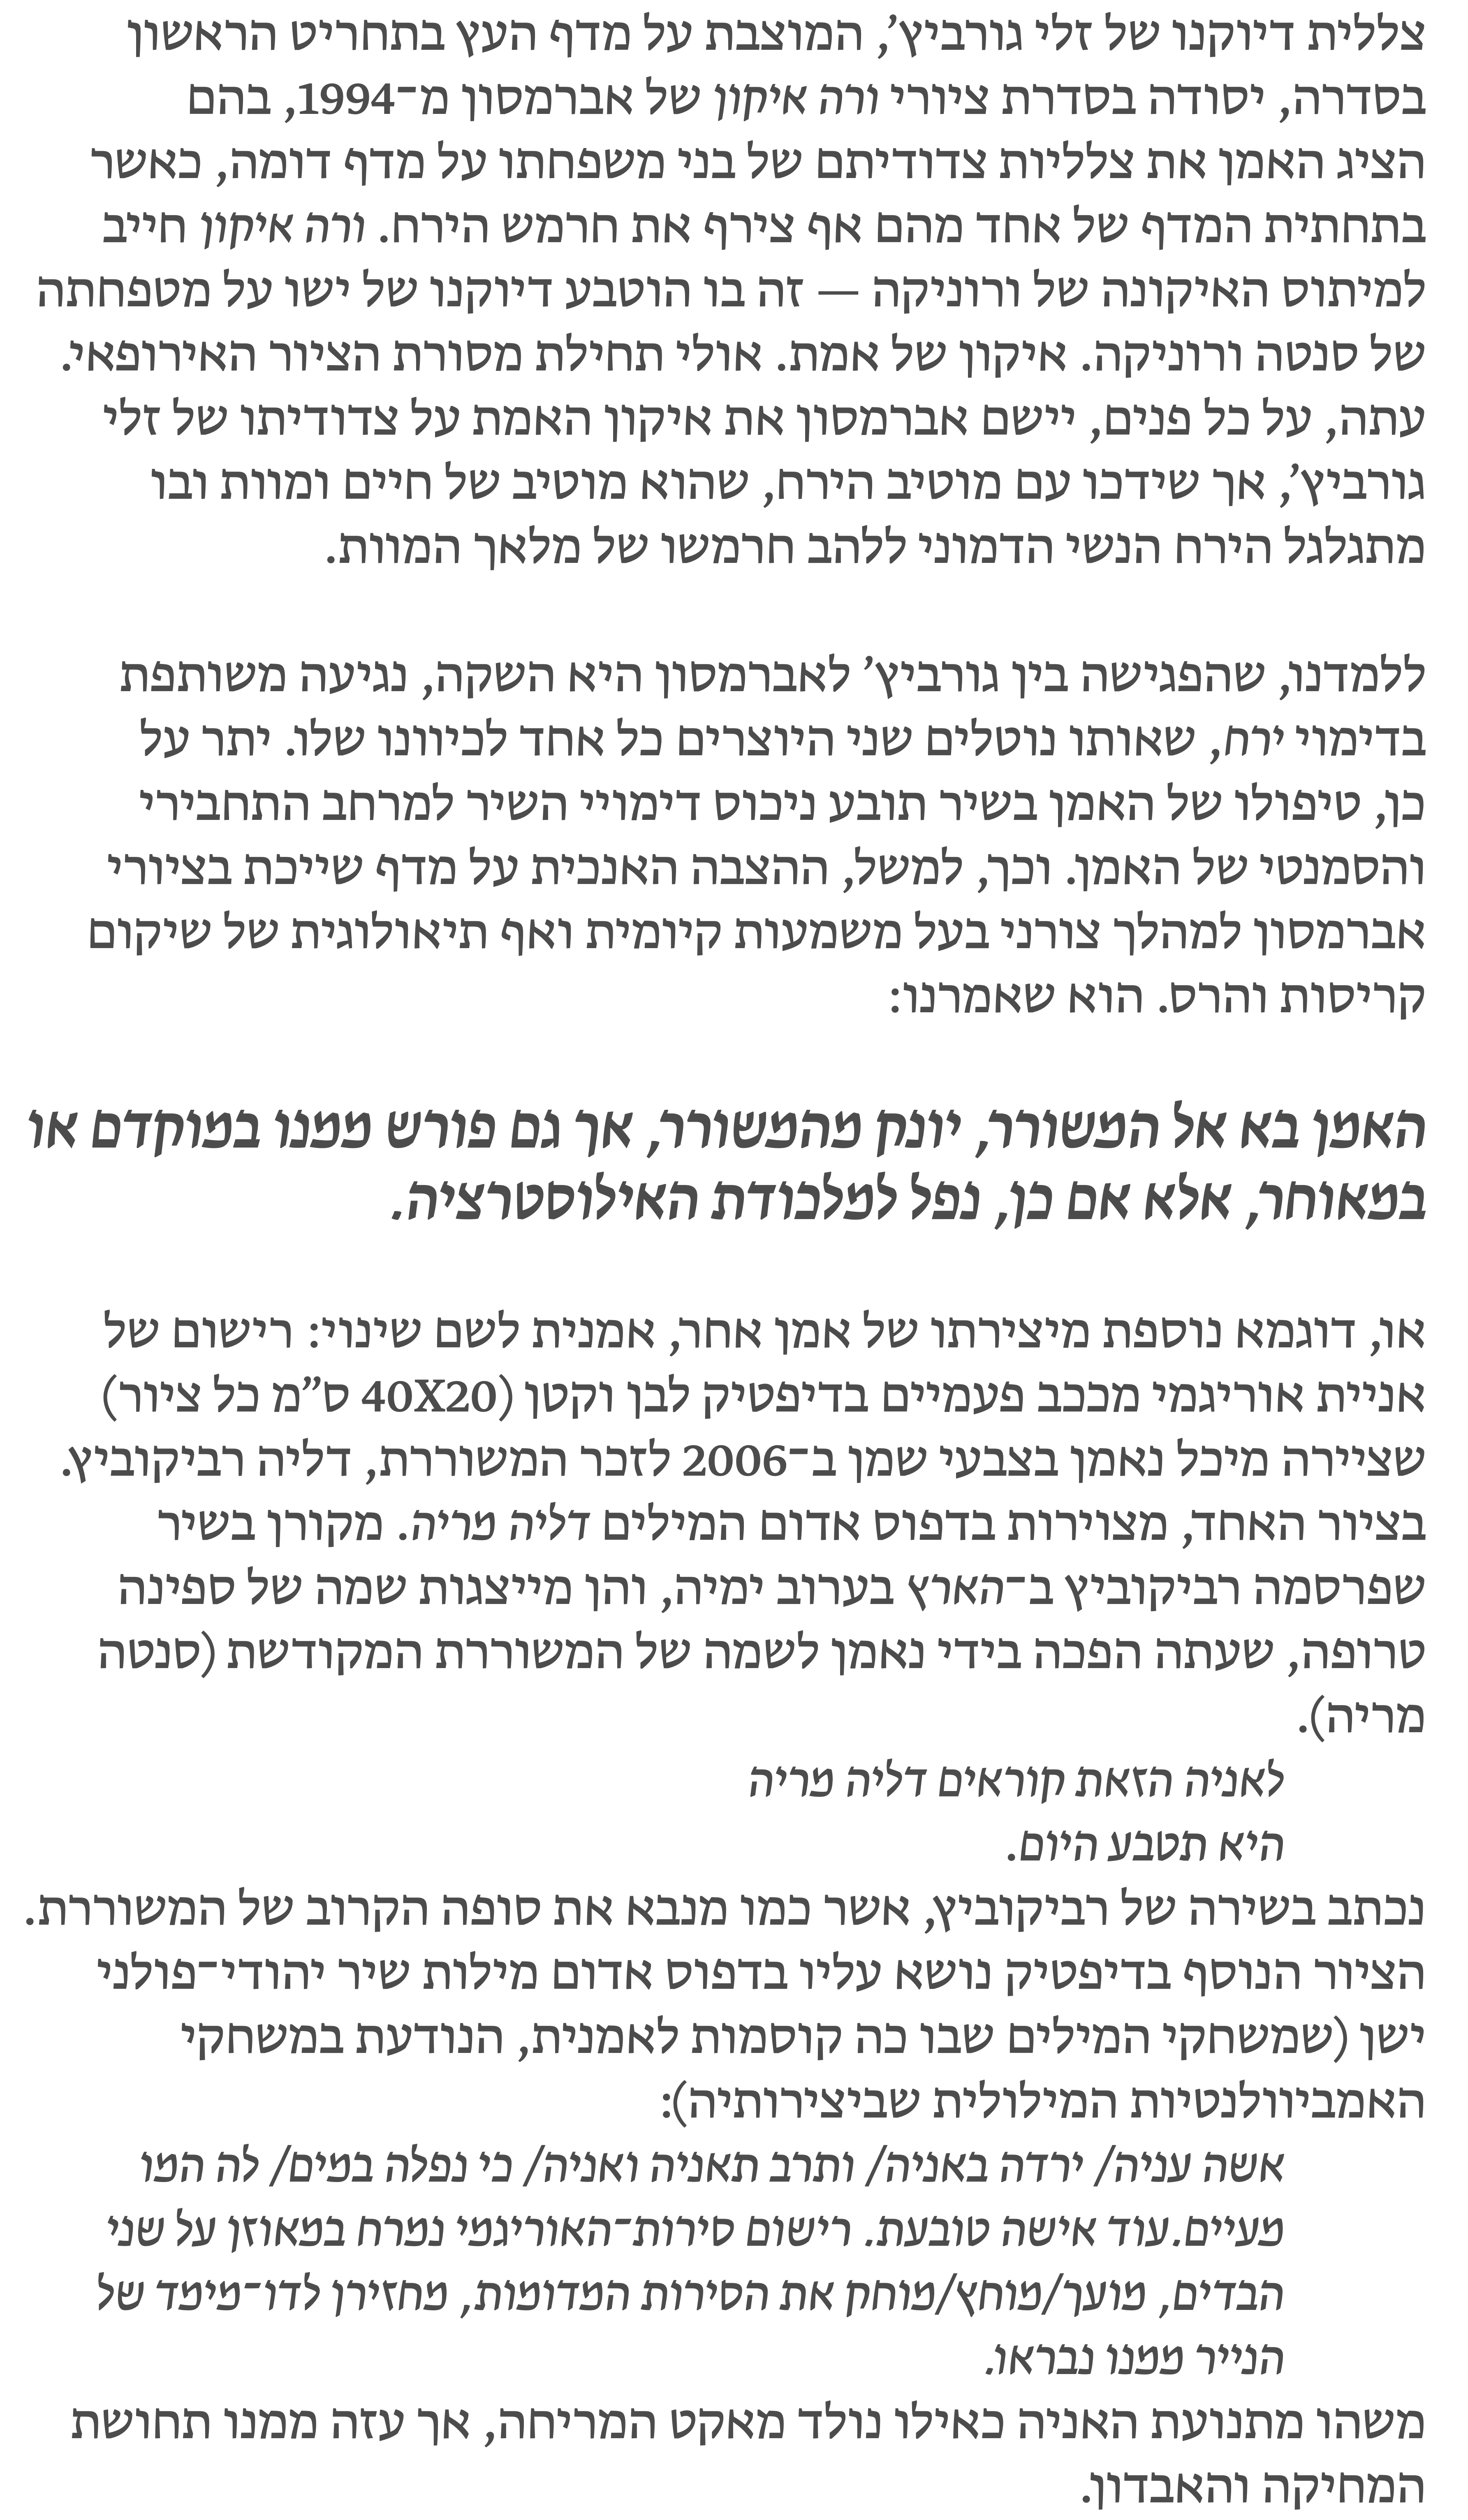 צללית דיוקנו של זלי גורביץ’, המוצבת על מדף העץ בתחריט הראשון
בסדרה, יסודה בסדרת ציורי ורה איקון של אברמסון מ־1994, בהם
הציג האמן את צלליות צדודיתם של בני משפחתו על מדף דומה, כאשר
בתחתית המדף של אחד מהם אף צירף את חרמש הירח. ורה איקון חייב
למיתוס האיקונה של ורוניקה — זה בו הוטבע דיוקנו של ישו על מטפחתה
של סנטה ורוניקה. איקון של אמת. אולי תחילת מסורת הציור האירופאי.
עתה, על כל פנים, יישם אברמסון את איקון האמת על צדודיתו של זלי
גורביץ’, אך שידכו עם מוטיב הירח, שהוא מוטיב של חיים ומוות ובו
מתגלגל הירח הנשי הדמוני ללהב חרמשו של מלאך המוות.
ללמדנו, שהפגישה בין גורביץ’ לאברמסון היא השקה, נגיעה משותפת
בדימוי ירח, שאותו נוטלים שני היוצרים כל אחד לכיוונו שלו. יתר על
כן, טיפולו של האמן בשיר תובע ניכוס דימויי השיר למרחב התחבירי
והסמנטי של האמן. וכך, למשל, ההצבה האנכית על מדף שייכת בציורי
אברמסון למהלך צורני בעל משמעות קיומית ואף תיאולוגית של שיקום
קריסות והרס. הוא שאמרנו:
האמן בא אל המשורר, יונק מהמשורר, אך גם פורש ממנו במוקדם או
במאוחר, אלא אם כן, נפל למלכודת האילוסטרציה.
או, דוגמא נוספת מיצירתו של אמן אחר, אמנית לשם שינוי: רישום של
אניית אוריגמי מככב פעמיים בדיפטיק לבן וקטן (40X20 ס”מ כל ציור)
שציירה מיכל נאמן בצבעי שמן ב־2006 לזכר המשוררת, דליה רביקוביץ.
בציור האחד, מצוירות בדפוס אדום המילים דליה מריה. מקורן בשיר
שפרסמה רביקוביץ ב־הארץ בערוב ימיה, והן מייצגות שמה של ספינה
טרופה, שעתה הפכה בידי נאמן לשמה של המשוררת המקודשת (סנטה
מריה).
לאניה הזאת קוראים דליה מריה
היא תטבע היום.
נכתב בשירה של רביקוביץ, אשר כמו מנבא את סופה הקרוב של המשוררת.
הציור הנוסף בדיפטיק נושא עליו בדפוס אדום מילות שיר יהודי־פולני
ישן (שמשחקי המילים שבו כה קוסמות לאמנית, הנודעת במשחקי
האמביוולנטיות המילולית שביצירותיה):
אשה עניה/ ירדה באניה/ ותרב תאניה ואניה/ כי נפלה במים/ לה המו
מעיים.עוד אישה טובעת. רישום סירות־האוריגמי נמרח במאוזן על שני
הבדים, מועך/מוחץ/מוחק את הסירות המדומות, מחזירן לדו־מימד של
הנייר ממנו נבראו.
משהו מתנועת האניה כאילו נולד מאקט המריחה, אך עזה ממנו תחושת
המחיקה והאבדון.